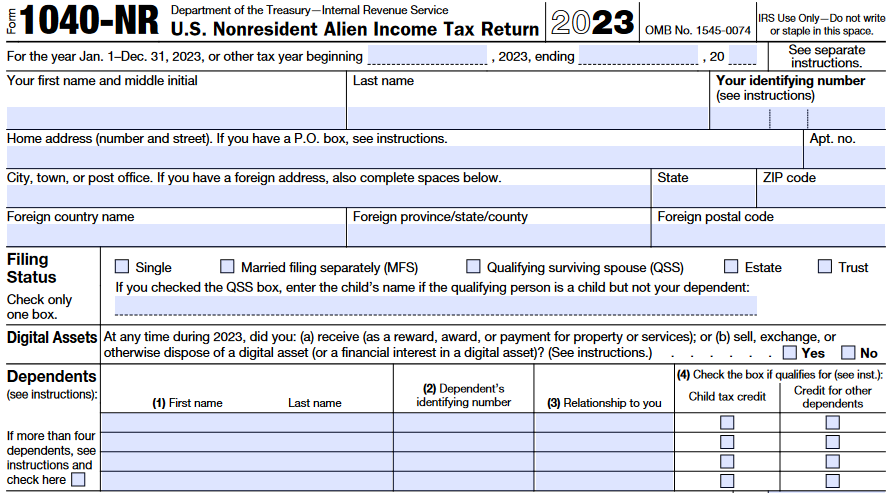 Form 1040-NR Department of the Treasury—Internal Revenue Service
U.S. Nonresident Alien Income Tax Return 2023 OMB No. 1545-0074 IRS Use Only—Do not write
or staple in this space.
For the year Jan. 1–Dec. 31, 2023, or other tax year beginning , 2023, ending , 20 See separate
instructions.
Your first name and middle initial Last name Your identifying number
(see instructions)
Home address (number and street). If you have a P.O. box, see instructions. Apt. no.
City, town, or post office. If you have a foreign address, also complete spaces below. State ZIP code
Foreign country name Foreign province/state/county Foreign postal code
Filing
Status
Check only
one box.
Single Married filing separately (MFS) Qualifying surviving spouse (QSS) Estate Trust
If you checked the QSS box, enter the child's name if the qualifying person is a child but not your dependent:
Digital Assets At any time during 2023, did you: (a) receive (as a reward, award, or payment for property or services); or (b) sell, exchange, or
otherwise dispose of a digital asset (or a financial interest in a digital asset)? (See instructions.) . . . . . . Yes No
Dependents
(see instructions):
If more than four
dependents, see
instructions and
check here
(1) First name Last name
(2) Dependent's
identifying number
(3) Relationship to you
(4) Check the box if qualifies for (see inst.):
Child tax credit
Credit for other
dependents